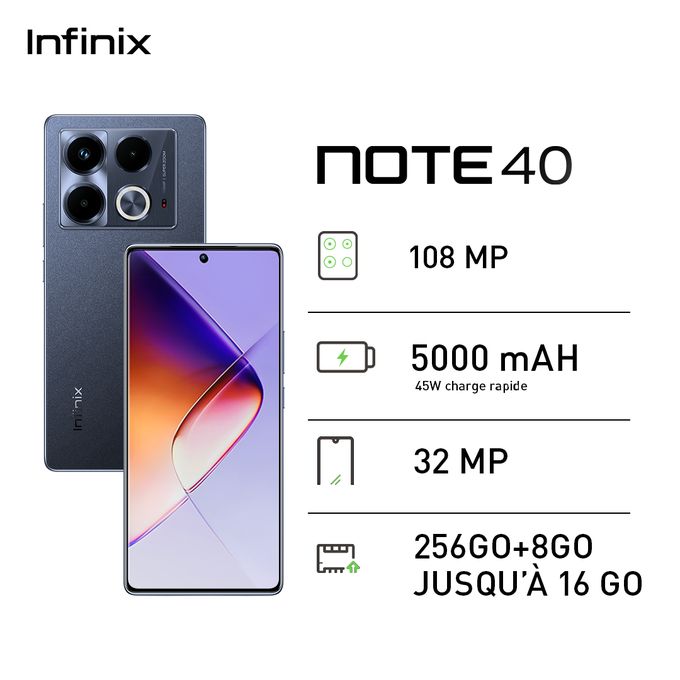 Infinix
NOTE 40
108 MP
5000 mAH
45W charge rapide
32 MP
256GO+8GO
JUSQU'À 16 GO
Infinix